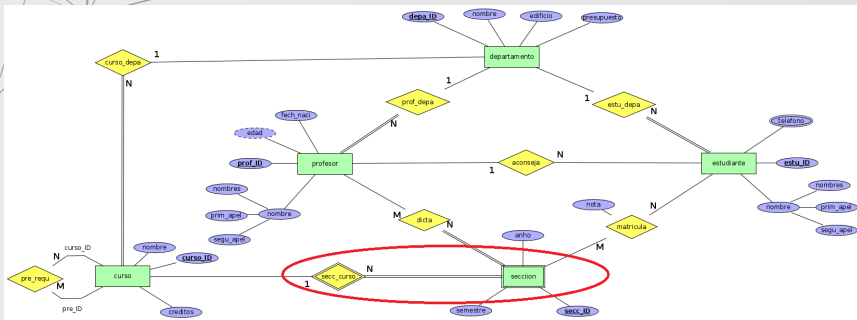 depa_ID
nombre
edificio
presupuesto
departamento
curso_depa
1
N
prof_depa
1
N
estu_depa
1
N
fech_naci
edad
prof_ID
profesor
nombres
prim_apel
segu_apel
nombre
aconseja
1
N
telefono
estudiante
estu_ID
nombre
nombres
prim_apel
segu_apel
nota
matricula
N
M
dicta
M
N
anho
curso_ID
N
M
pre_requ
pre_ID
nombre
curso_ID
curso
creditos
secc_curso
1
N
secciion
semestre
secc_ID